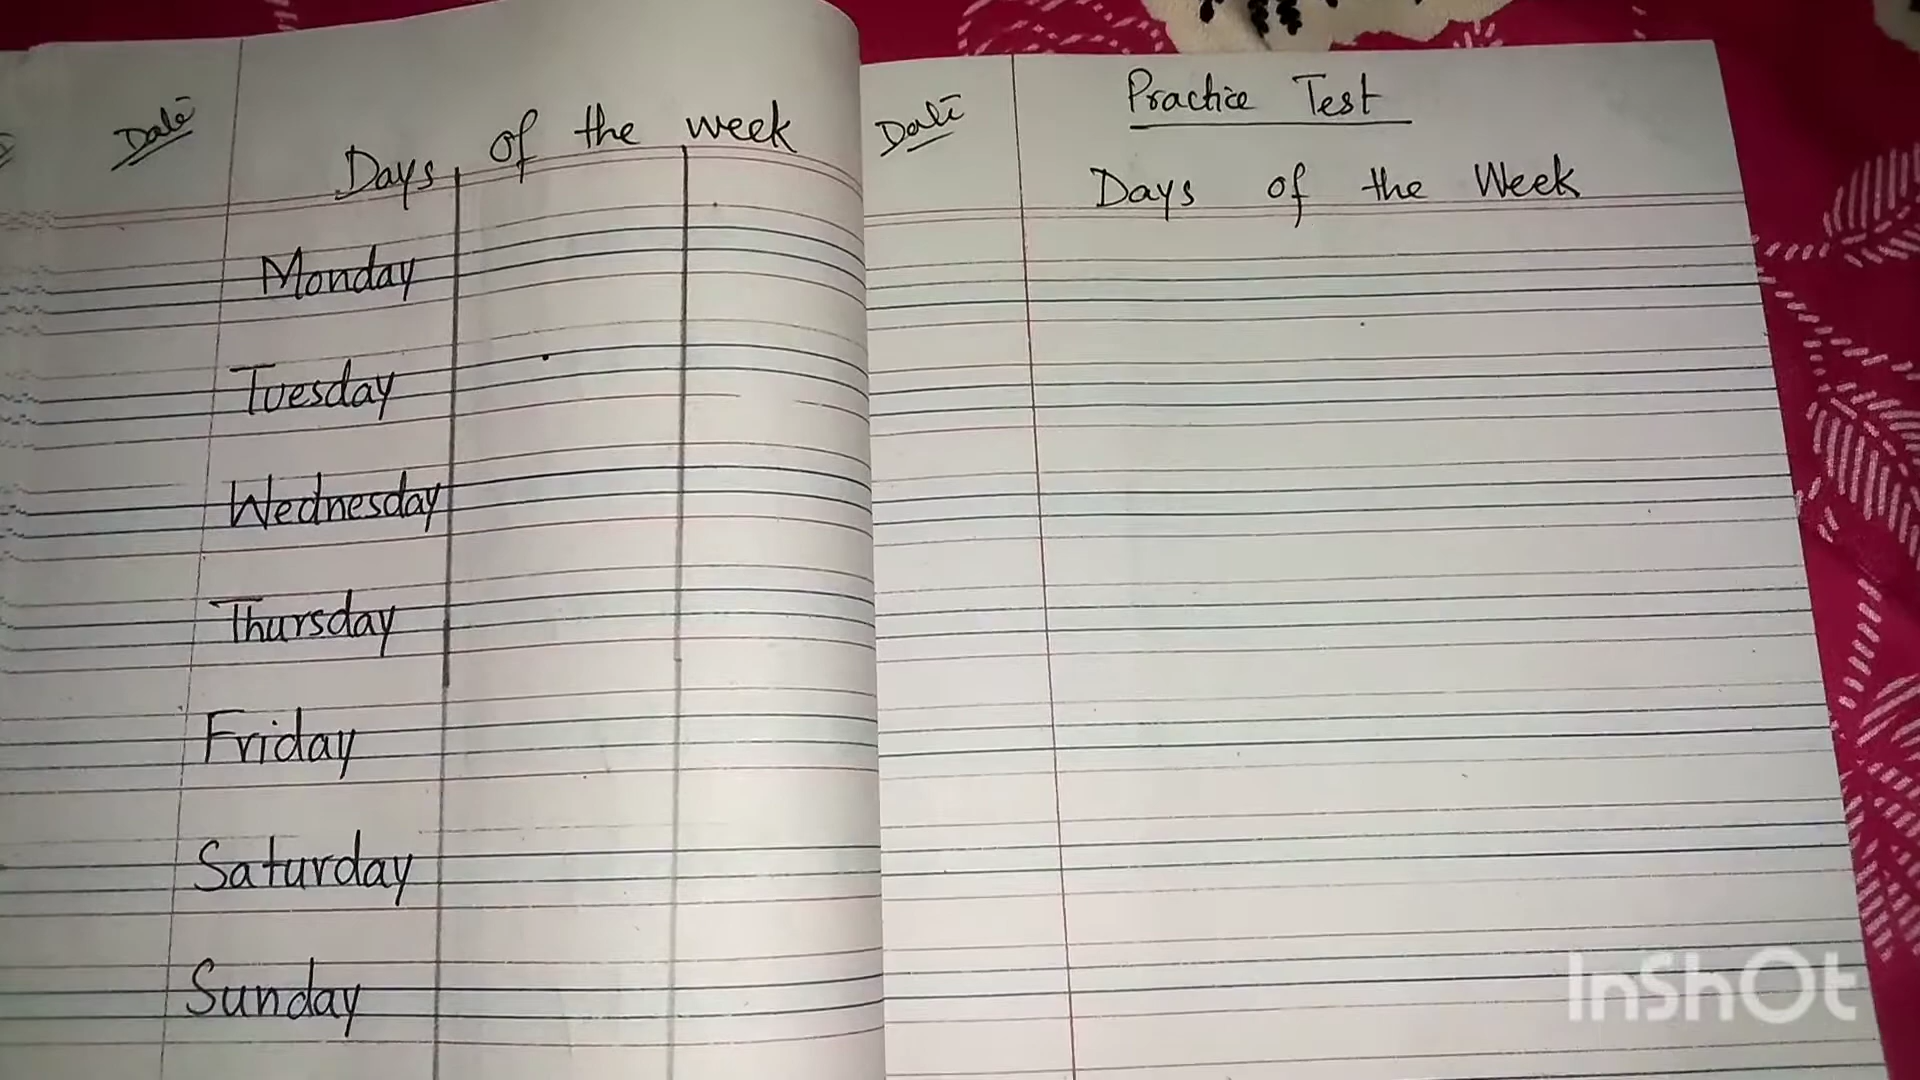 Date
Days of the week
Monday
Tuesday
Wednesday
Thursday
Friday
Saturday
Sunday
Date
Practice Test
Days of the Week
InShOt